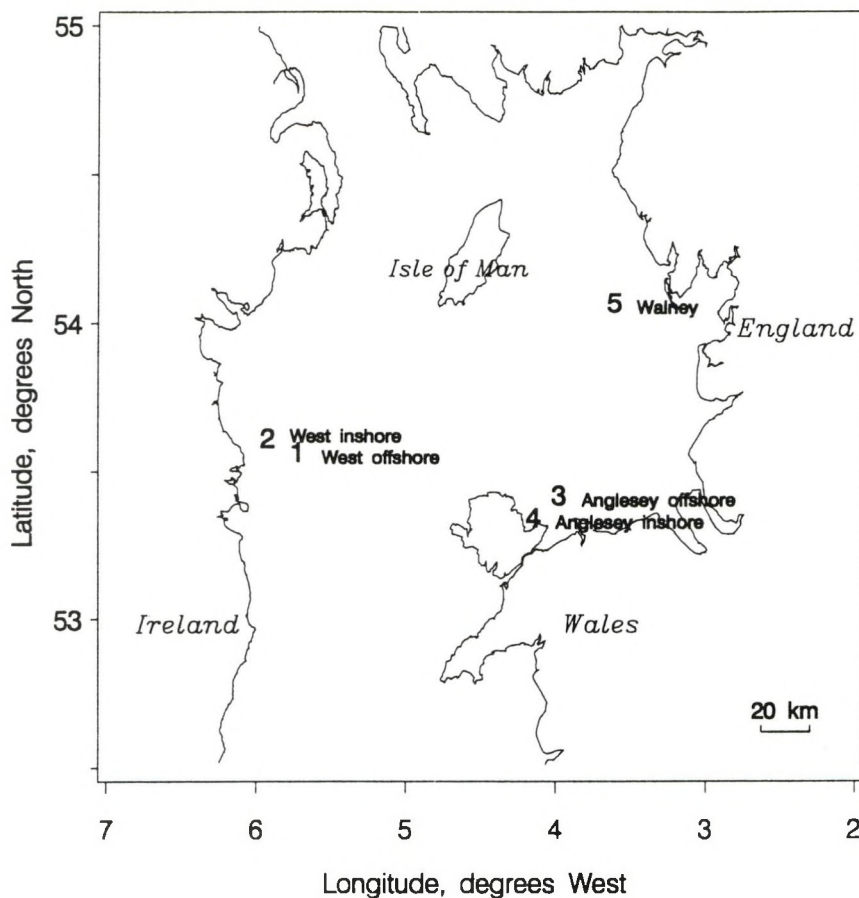 55
Isle of Man
5 Walney
54
England
2 West inshore
1 West offshore
3 Anglesey offshore
4 Anglesey inshore
53
Ireland
Wales
20 km
Latitude, degrees North
7 6 5 4 3 2
Longitude, degrees West